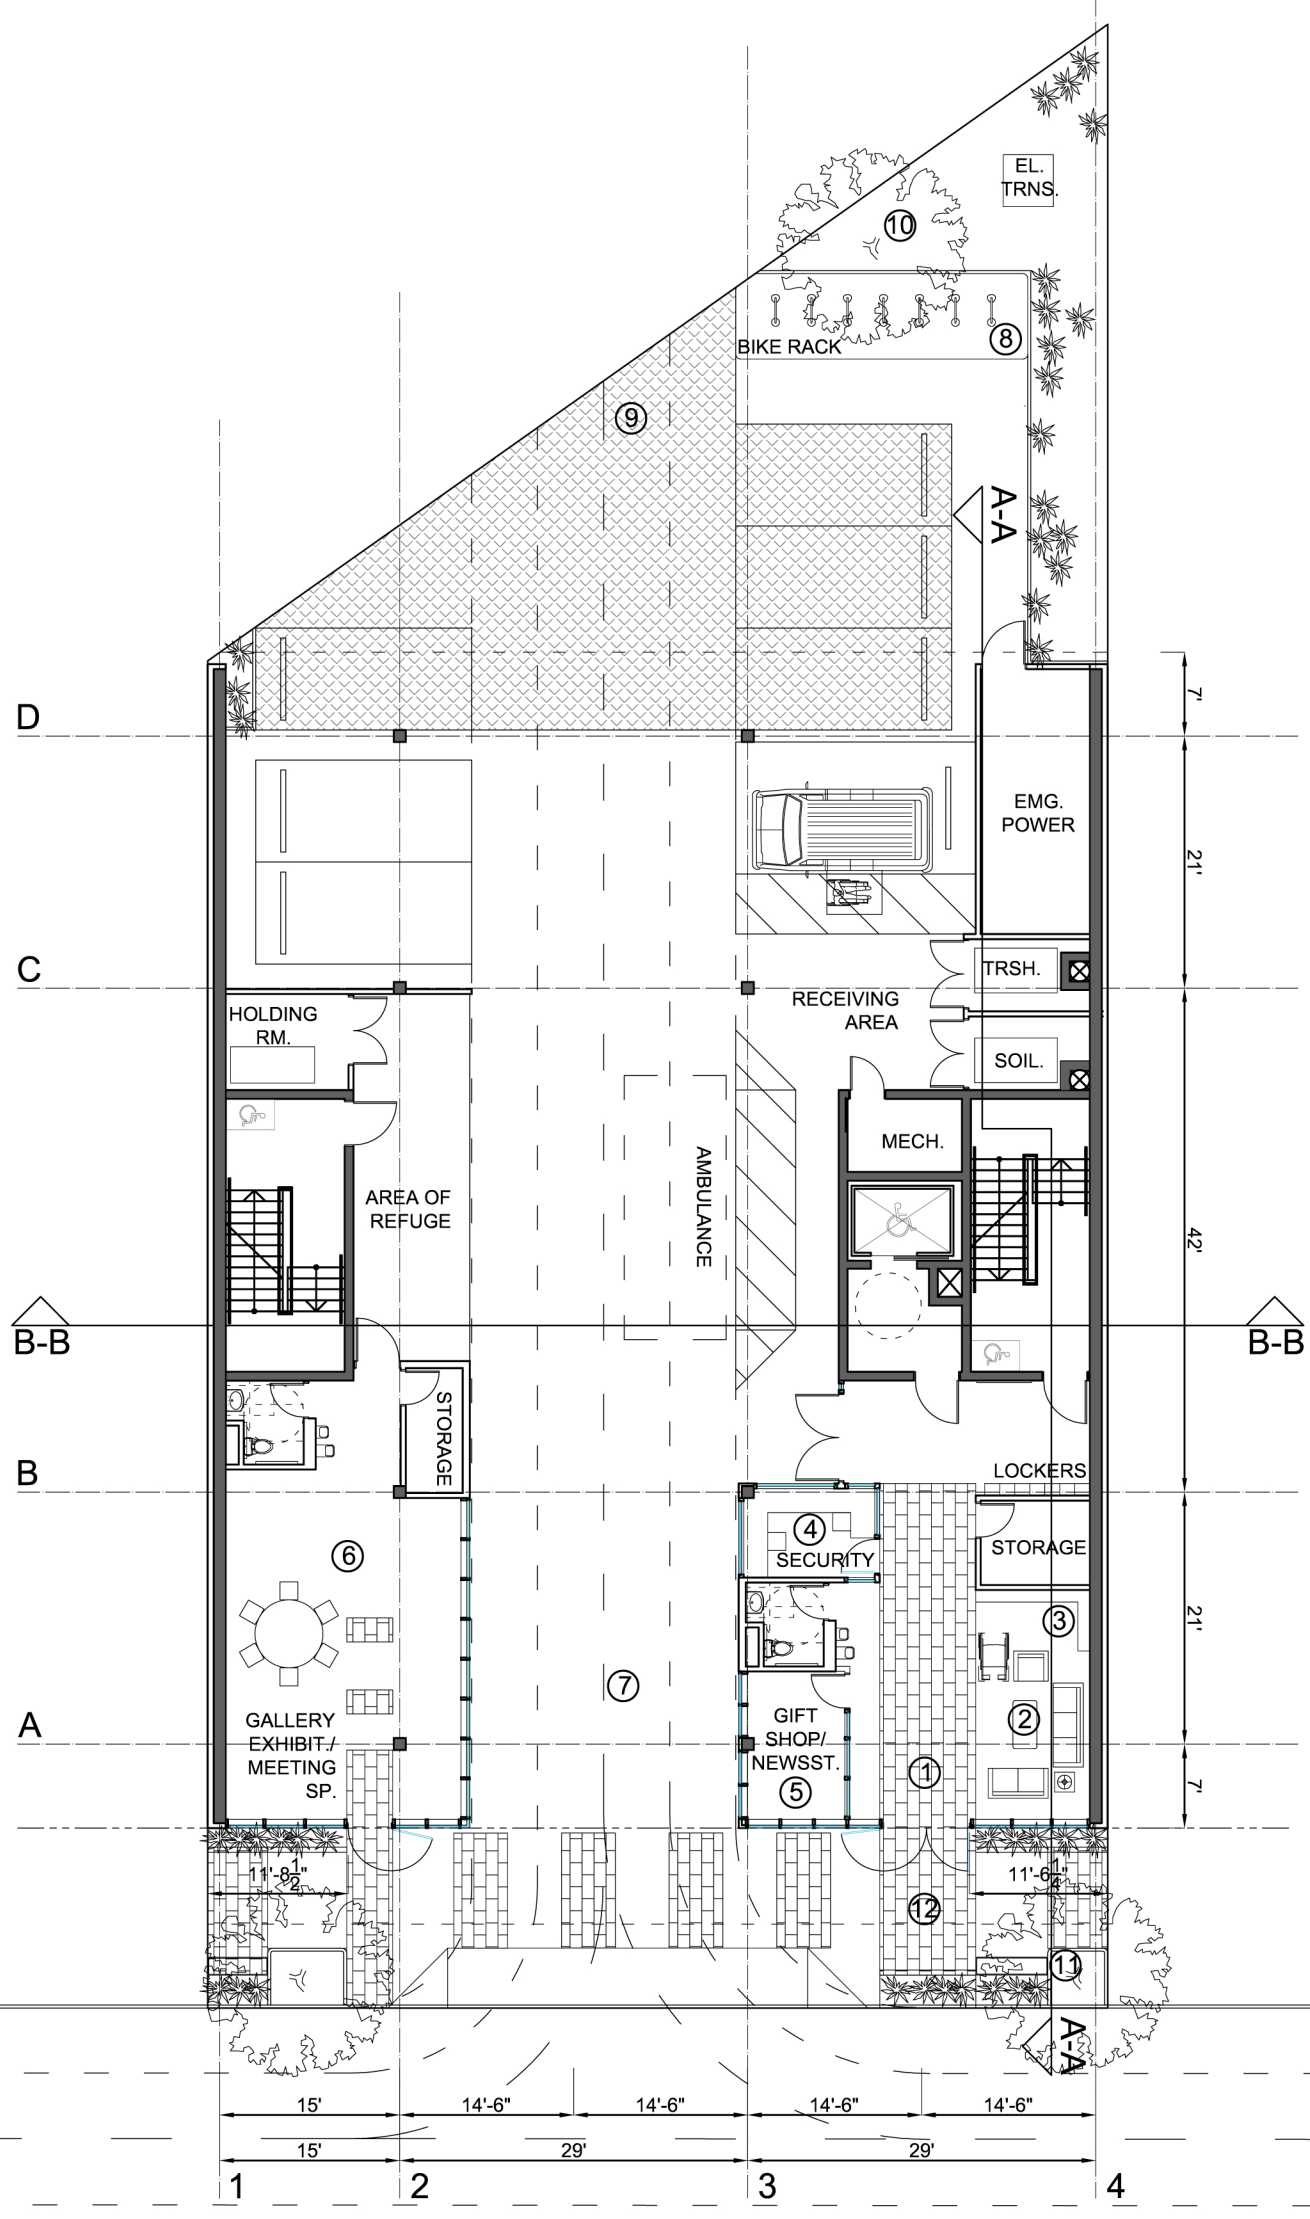 EL.
TRNS.
10
BIKE RACK
8
9
A-A
7'
D
EMG.
POWER
21'
C
TRSH.
HOLDING
RM.
RECEIVING
AREA
SOIL.
MECH.
AMBULANCE
AREA OF
REFUGE
42'
B-B
B-B
STORAGE
LOCKERS
B
4
SECURITY
STORAGE
6
3
21'
7
2
A
GALLERY
EXHIBIT./
MEETING
SP.
GIFT
SHOP/
NEWSST.
5
1
7'
11'-8 1/2"
11'-6 1/4"
12
11
A-A
15'
14'-6"
14'-6"
14'-6"
14'-6"
15'
29'
29'
1
2
3
4